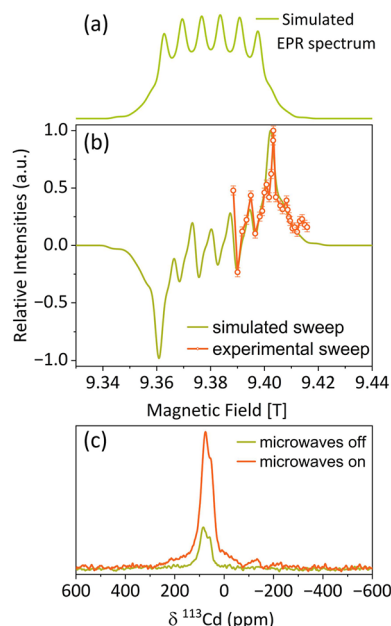 (a)
Simulated
EPR spectrum
(b)
Relative Intensities (a.u.)
1.0
0.5
0.0
−0.5
−1.0
simulated sweep
experimental sweep
9.34 9.36 9.38 9.40 9.42 9.44
Magnetic Field [T]
(c)
microwaves off
microwaves on
600 400 200 0 −200 −400 −600
δ ¹¹³Cd (ppm)